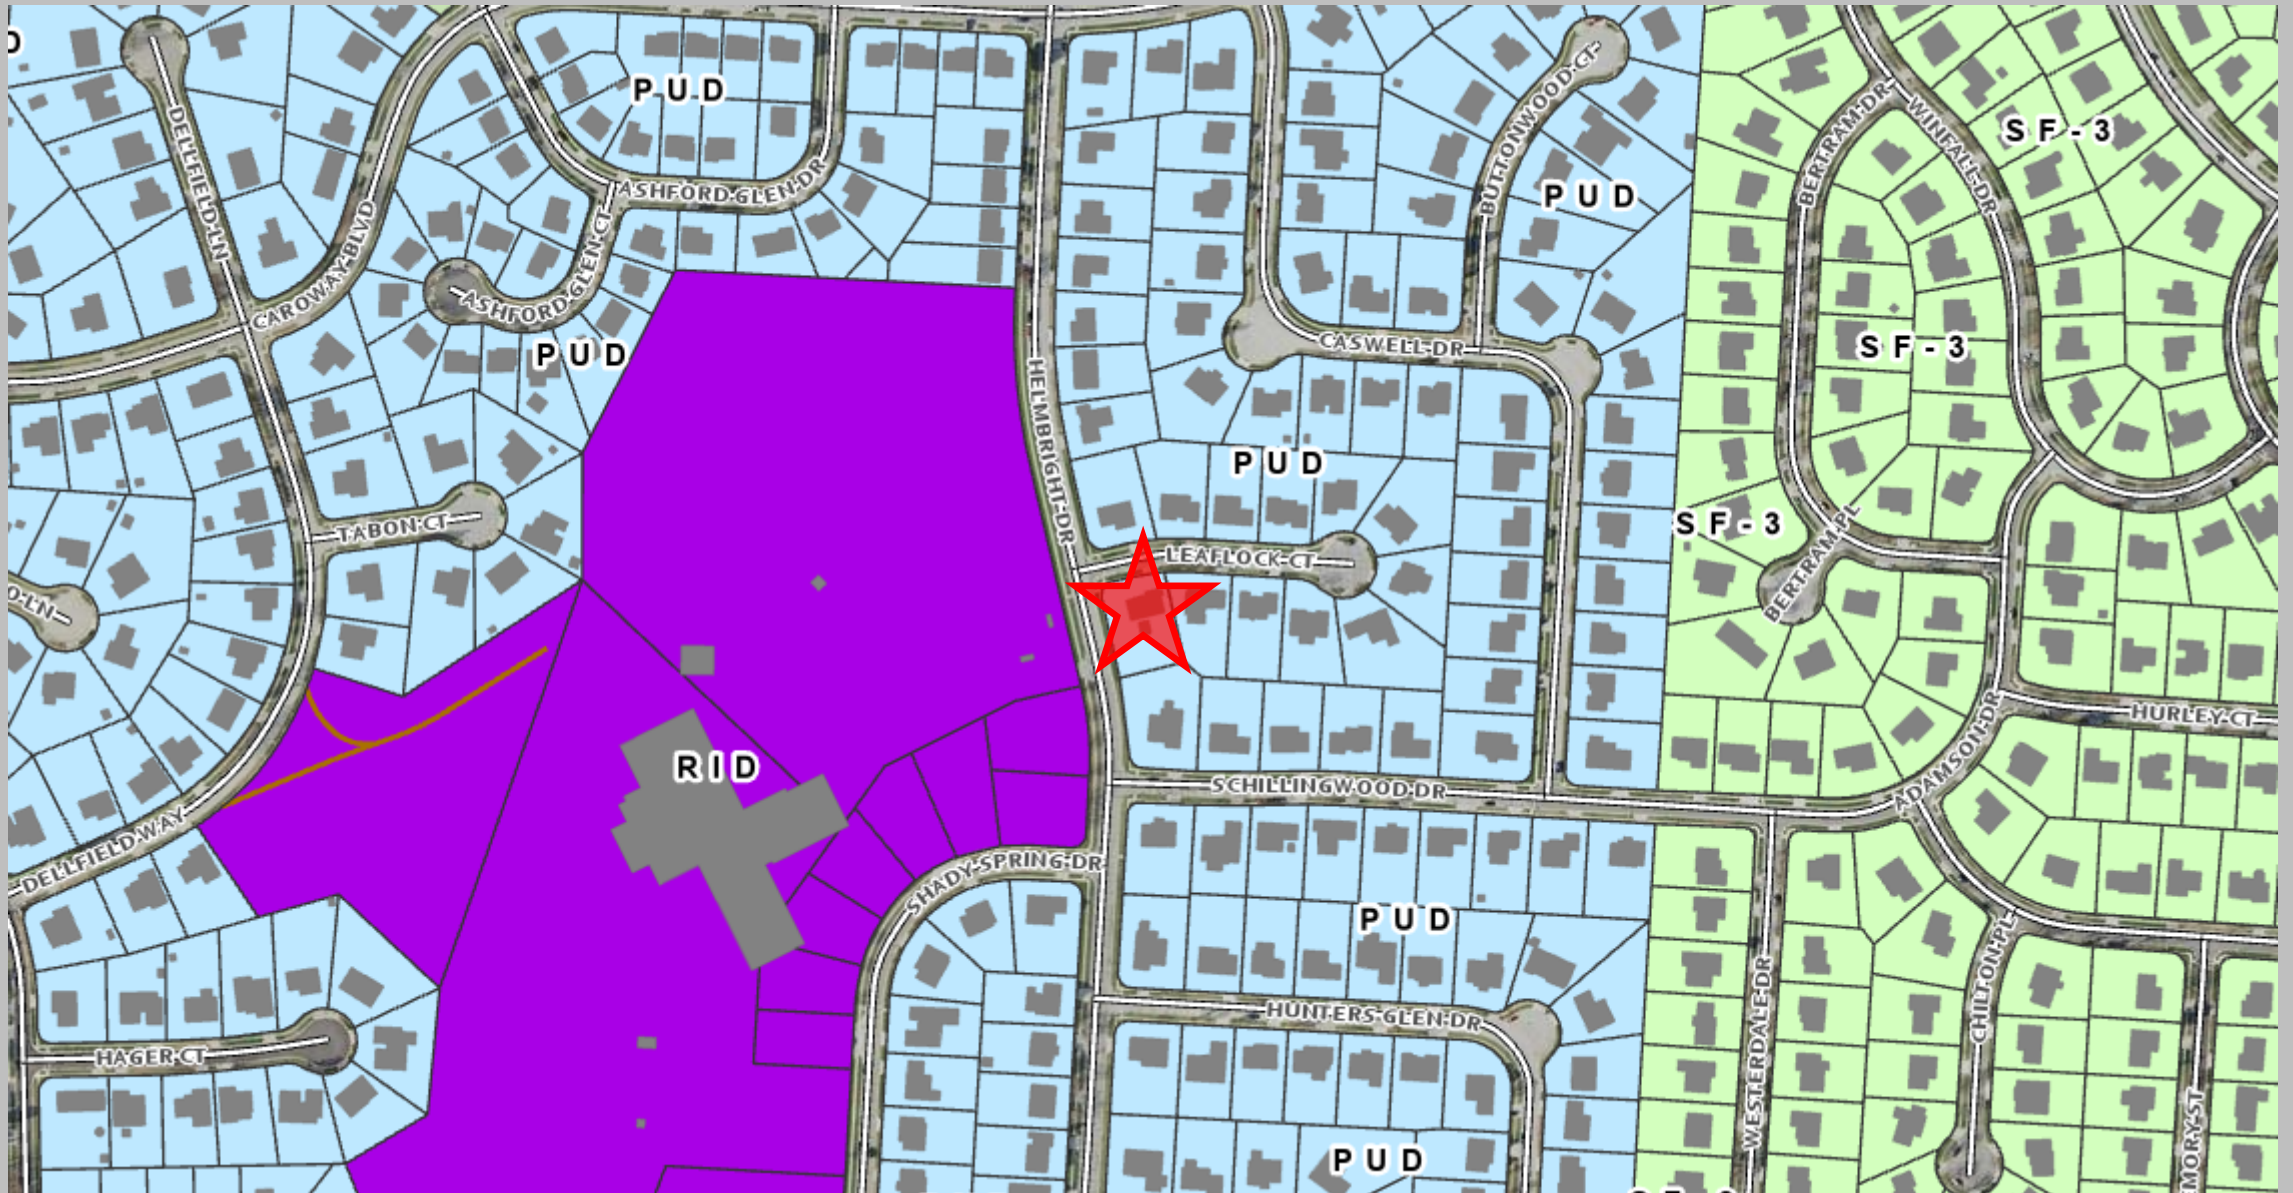 DELLFIELD LN
CAROWAY BLVD
PUD
ASHFORD GLEN DR
ASHFORD GLEN CT
PUD
BUTTONWOOD CT
PUD
BERTRAM DR
WINFALL DR
SF-3
SF-3
CASWELL DR
HELMBRIGHT DR
PUD
TABON CT
LEAFLOCK CT
SF-3
BERTRAM PL
O LN
RID
HURLEY CT
SCHILLINGWOOD DR
ADAMSON DR
DELLFIELD WAY
SHADY SPRING DR
PUD
CHILTON PL
WESTERDALE DR
HUNTERS GLEN DR
HAGER CT
MORY ST
PUD